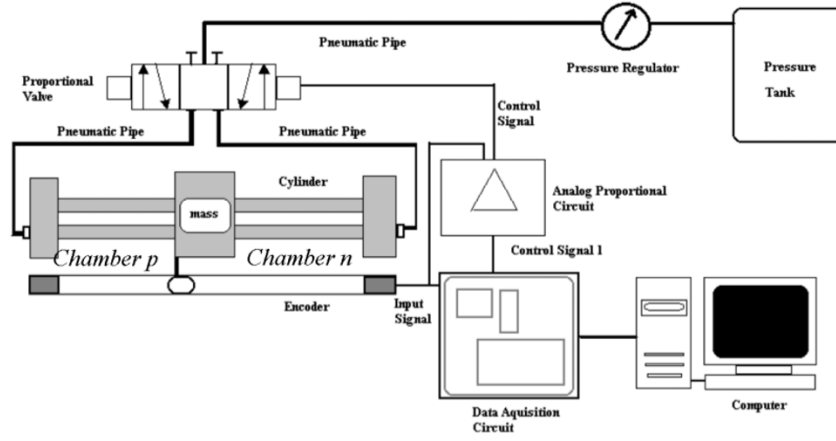 Pneumatic Pipe
Pressure Regulator
Pressure
Tank
Proportional
Valve
Control
Signal
Pneumatic Pipe
Pneumatic Pipe
Cylinder
mass
Analog Proportional
Circuit
Chamber p
Chamber n
Control Signal 1
Encoder
Input
Signal
Data Aquisition
Circuit
Computer